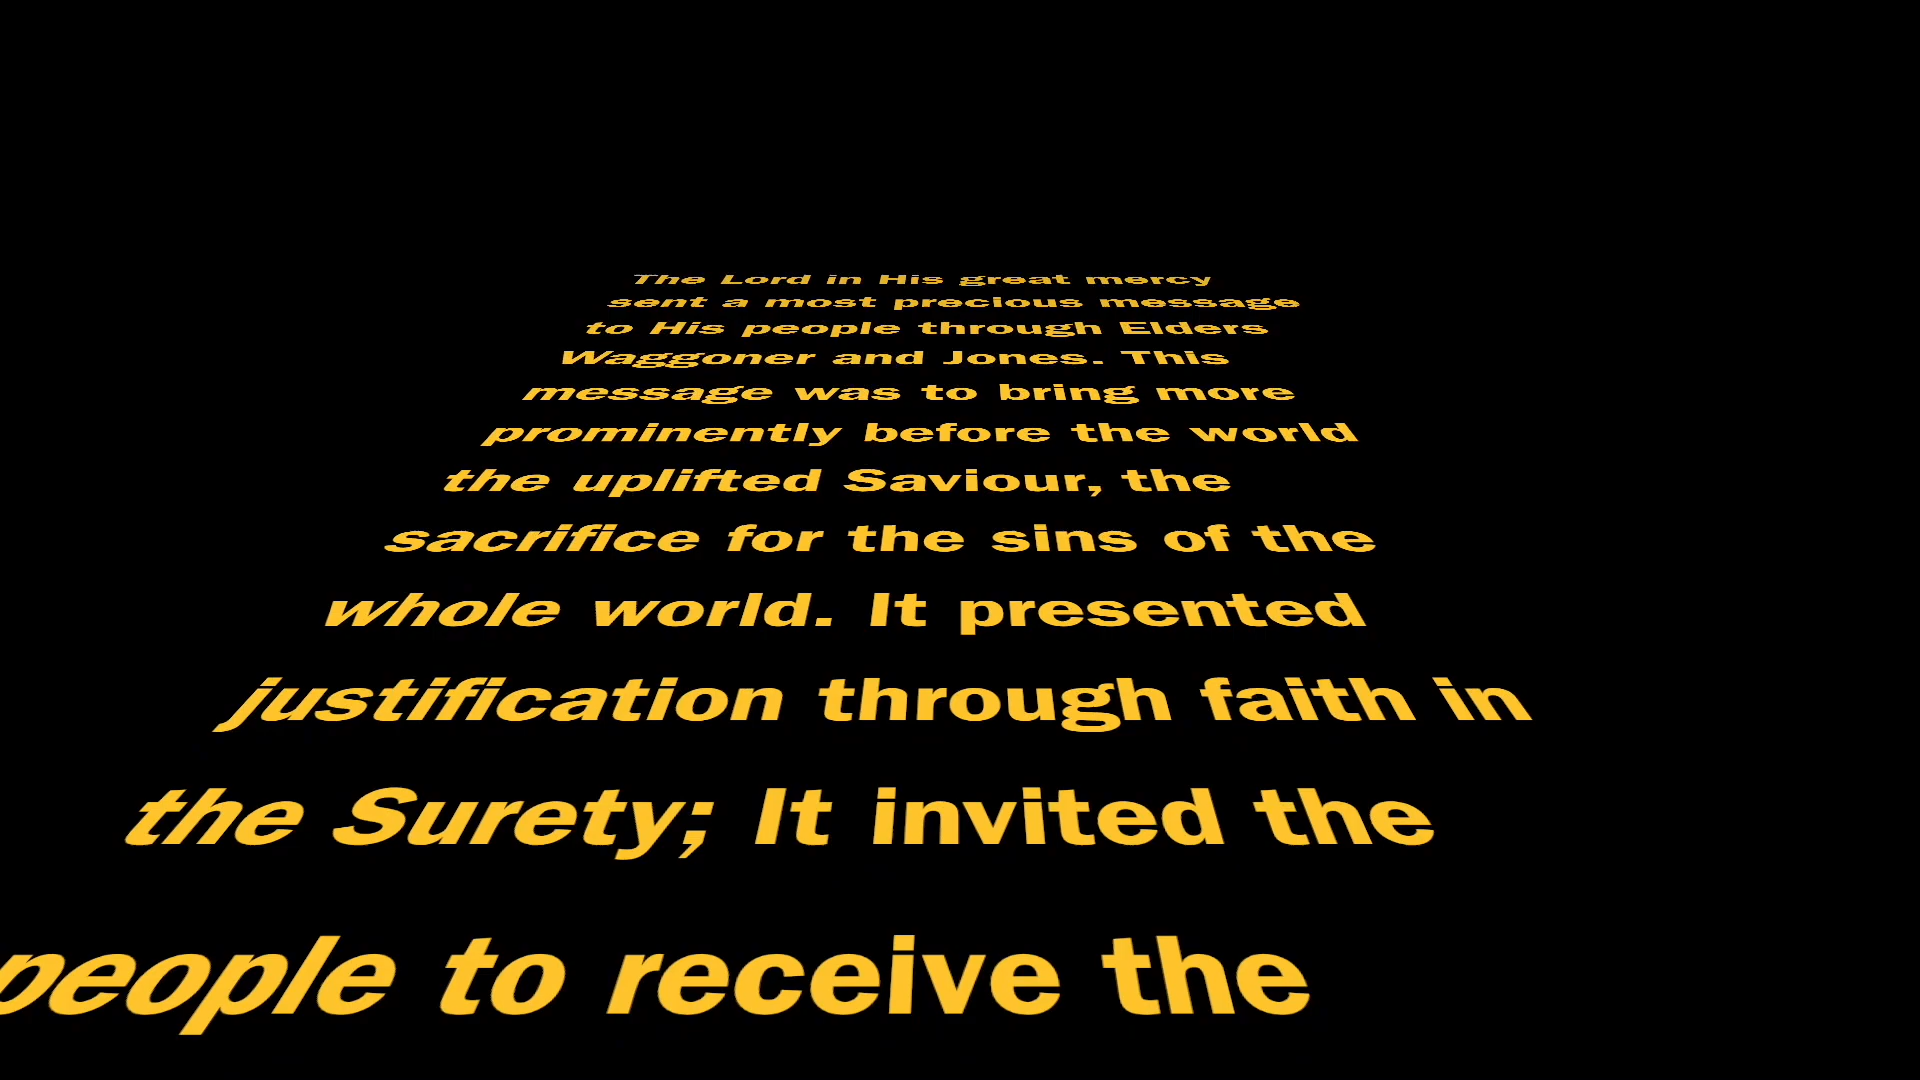 The Lord in His great mercy
sent a most precious message
to His people through Elders
Waggoner and Jones. This
message was to bring more
prominently before the world
the uplifted Saviour, the
sacrifice for the sins of the
whole world. It presented
justification through faith in
the Surety; It invited the
people to receive the